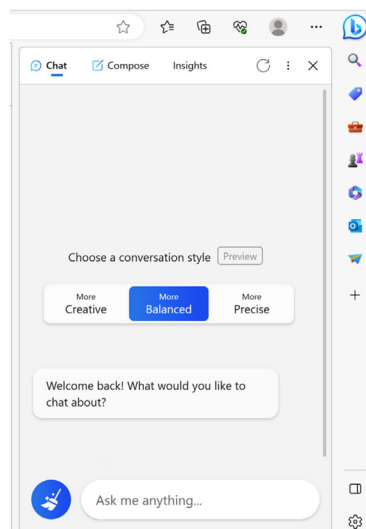 Chat Compose Insights
Choose a conversation style Preview
More
Creative
More
Balanced
More
Precise
Welcome back! What would you like to
chat about?
Ask me anything...